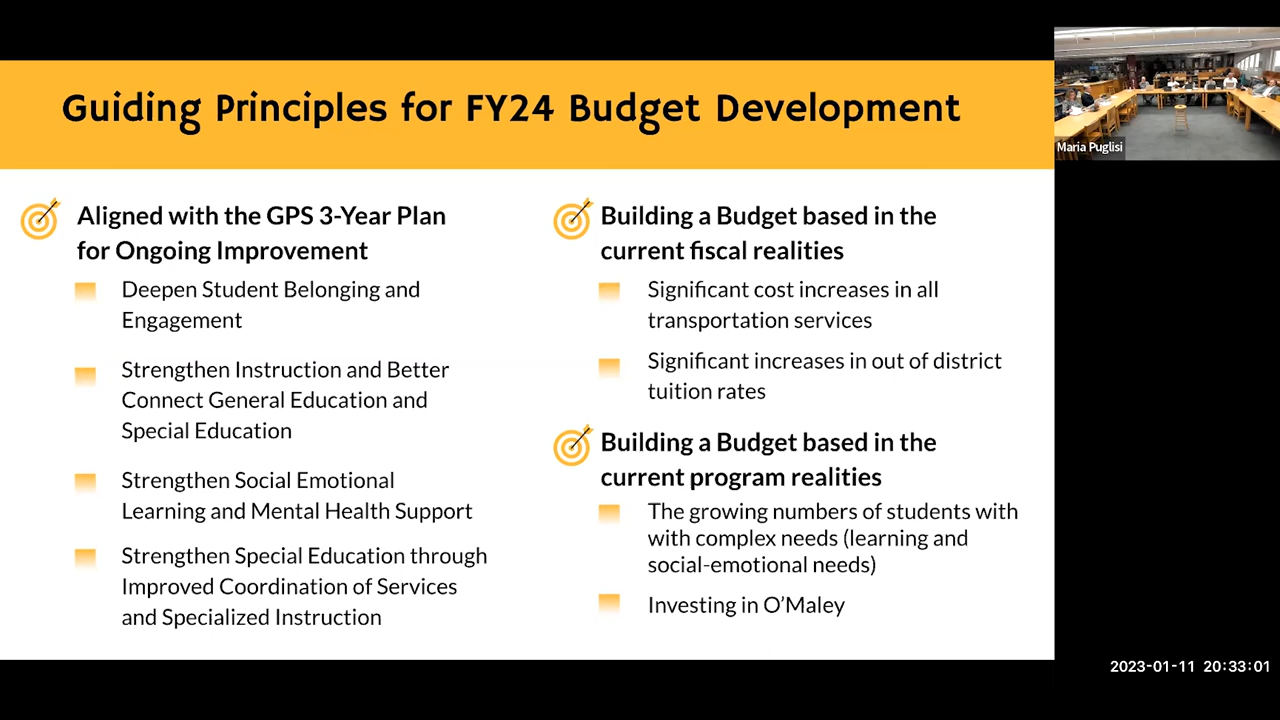 Guiding Principles for FY24 Budget Development
Aligned with the GPS 3-Year Plan
for Ongoing Improvement
Deepen Student Belonging and
Engagement
Strengthen Instruction and Better
Connect General Education and
Special Education
Strengthen Social Emotional
Learning and Mental Health Support
Strengthen Special Education through
Improved Coordination of Services
and Specialized Instruction
Building a Budget based in the
current fiscal realities
Significant cost increases in all
transportation services
Significant increases in out of district
tuition rates
Building a Budget based in the
current program realities
The growing numbers of students with
with complex needs (learning and
social-emotional needs)
Investing in O’Maley
Maria Puglisi
2023-01-11 20:33:01